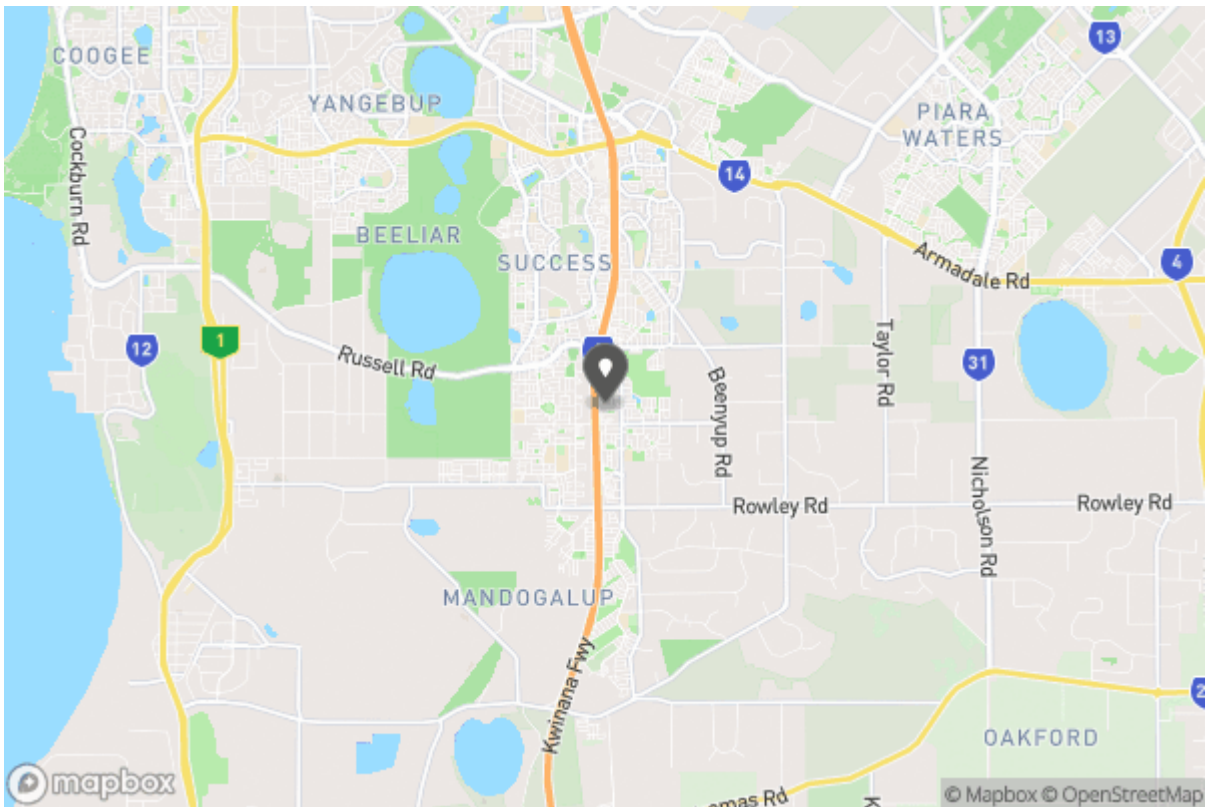 COOGEE
13
YANGEBUP
PIARA
WATERS
Cockburn Rd
14
BEELIAR
SUCCESS
Armadale Rd
4
12
1
Russell Rd
Taylor Rd
31
Beenyup Rd
Nicholson Rd
Rowley Rd
Rowley Rd
MANDOGALUP
Kwinana Fwy
OAKFORD
mapbox
© Mapbox © OpenStreetMap